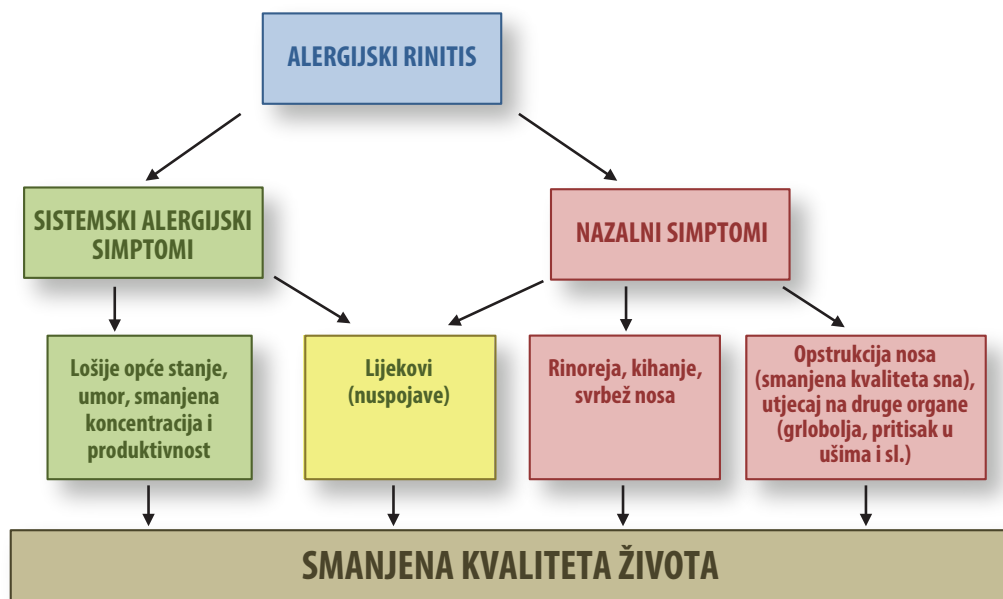 ALERGIJSKI RINITIS
SISTEMSKI ALERGIJSKI
SIMPTOMI
NAZALNI SIMPTOMI
Lošije opće stanje,
umor, smanjena
koncentracija i
produktivnost
Lijekovi
(nuspojave)
Rinoreja, kihanje,
svrbež nosa
Opstrukcija nosa
(smanjena kvaliteta sna),
utjecaj na druge organe
(grlobolja, pritisak u
ušima i sl.)
SMANJENA KVALITETA ŽIVOTA